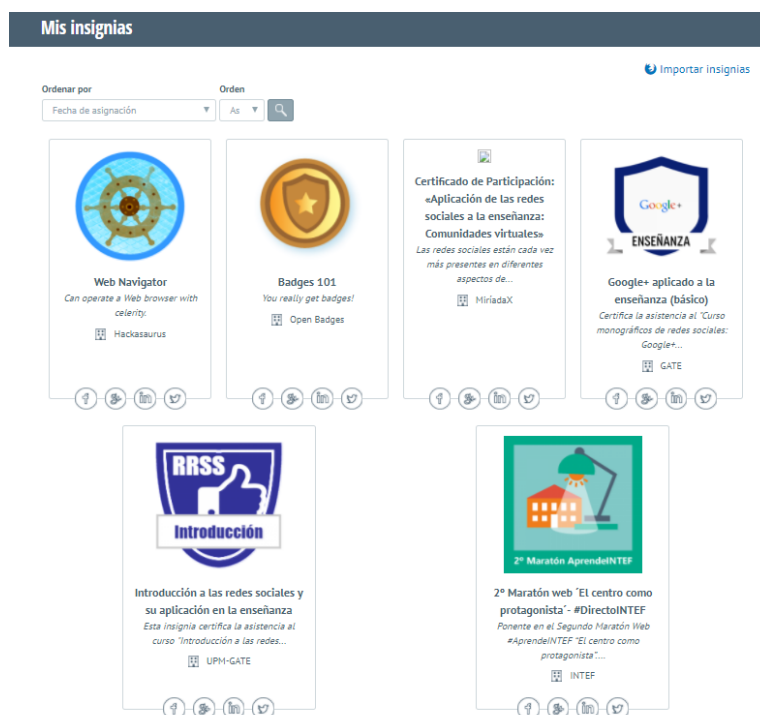 Mis insignias
Importar insignias
Ordenar por
Orden
Fecha de asignación
As
Web Navigator
Can operate a Web browser with
celerity.
Hackasaurus
Badges 101
You really get badges!
Open Badges
Certificado de Participación:
«Aplicación de las redes
sociales a la enseñanza:
Comunidades virtuales»
Las redes sociales están cada vez
más presentes en diferentes
aspectos de...
MiríadaX
Google+
ENSEÑANZA
Google+ aplicado a la
enseñanza (básico)
Certifica la asistencia al "Curso
monográficos de redes sociales:
Google+...
GATE
RRSS
Introducción
Introducción a las redes sociales y
su aplicación en la enseñanza
Esta insignia certifica la asistencia al
curso "Introducción a las redes...
UPM-GATE
2º Maratón AprendeINTEF
2º Maratón web ´El centro como
protagonista´- #DirectoINTEF
Ponente en el Segundo Maratón Web
#AprendeINTEF "El centro como
protagonista"....
INTEF